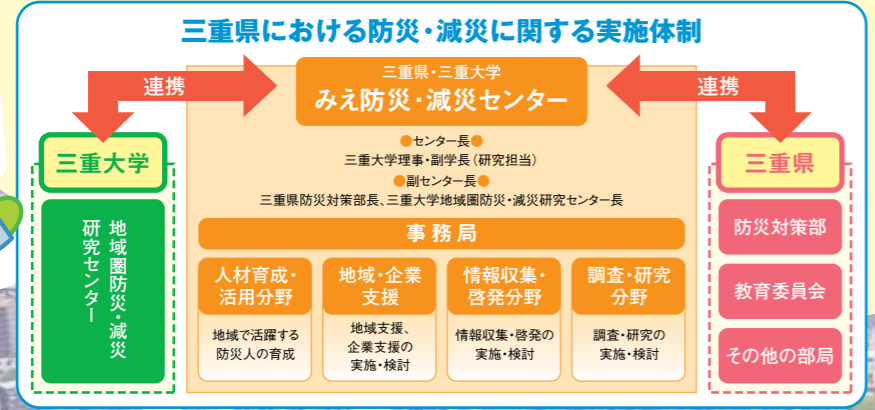 三重県における防災・減災に関する実施体制
連携
三重県・三重大学
みえ防災・減災センター
連携
●センター長●
三重大学理事・副学長（研究担当）
●副センター長●
三重県防災対策部長、三重大学地域圏防災・減災研究センター長
三重大学
地域圏防災・減災
研究センター
事務局
人材育成・
活用分野
地域で活躍する
防災人の育成
地域・企業
支援
地域支援、
企業支援の
実施・検討
情報収集・
啓発分野
情報収集・啓発の
実施・検討
調査・研究
分野
調査・研究の
実施・検討
三重県
防災対策部
教育委員会
その他の部局